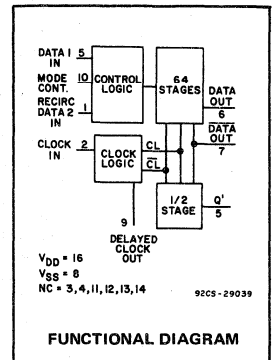 DATA 1 5
IN
MODE 10
CONT.
RECIRC
DATA 2 1
IN
CONTROL
LOGIC
64
STAGES
DATA
OUT
6
DATA
OUT
7
CLOCK 2
IN
CLOCK
LOGIC
CL
CL
1/2
STAGE
Q'
5
9
DELAYED
CLOCK
OUT
VDD = 16
VSS = 8
NC = 3,4,11,12,13,14
92CS-29039
FUNCTIONAL DIAGRAM